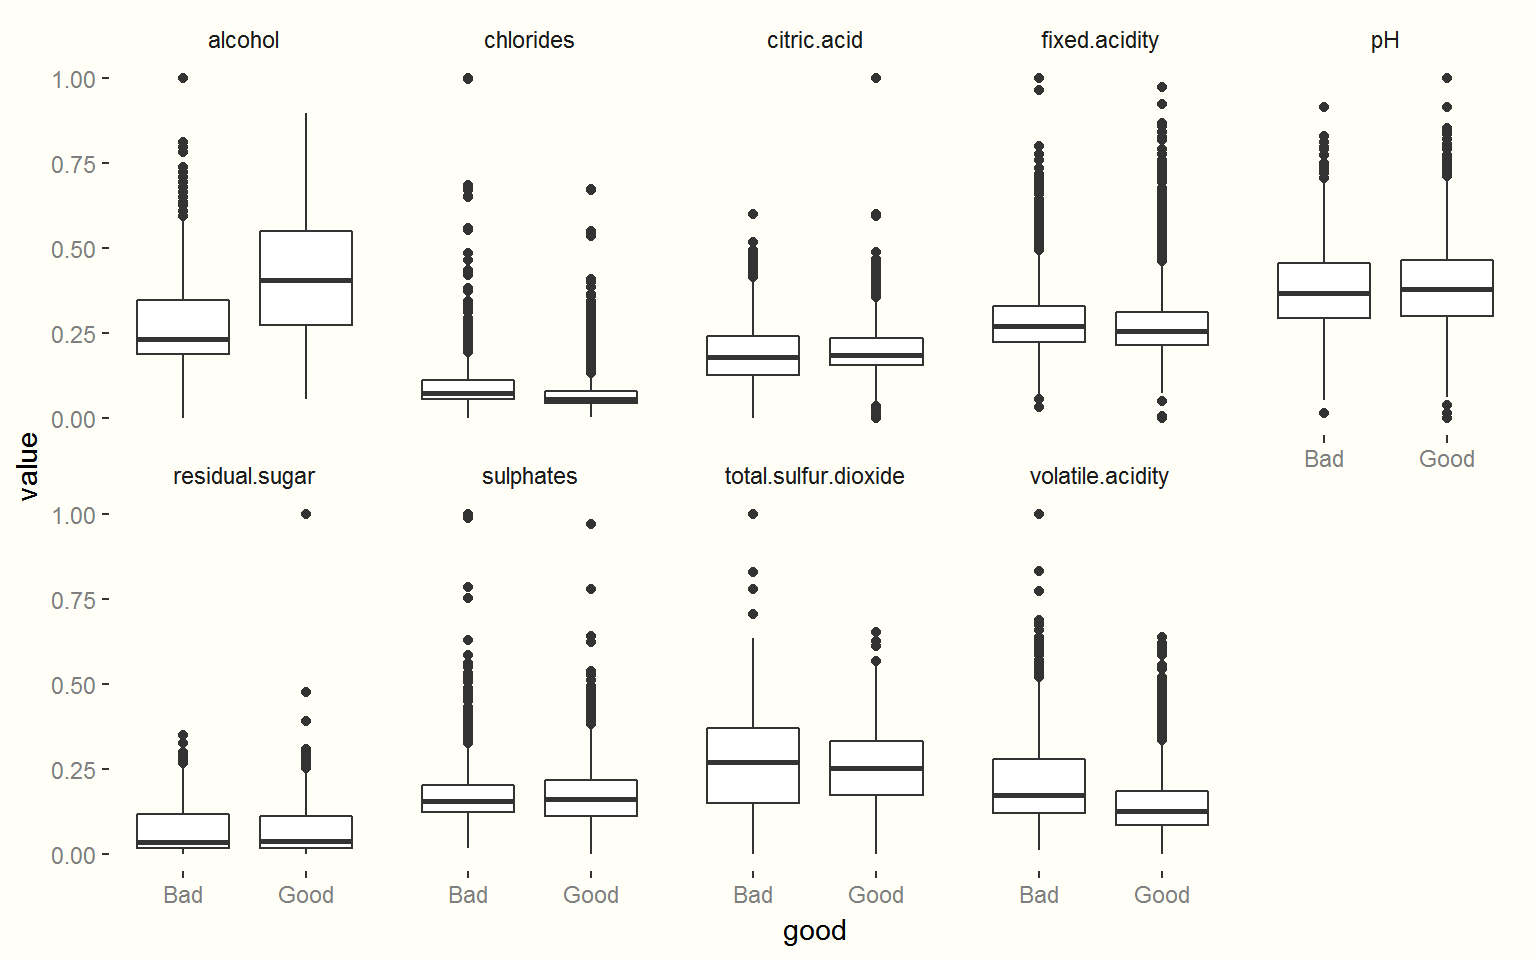 alcohol chlorides citric.acid fixed.acidity pH
1.00
0.75
0.50
0.25
0.00
Bad Good
value
residual.sugar sulphates total.sulfur.dioxide volatile.acidity
1.00
0.75
0.50
0.25
0.00
Bad Good Bad Good Bad Good Bad Good
good